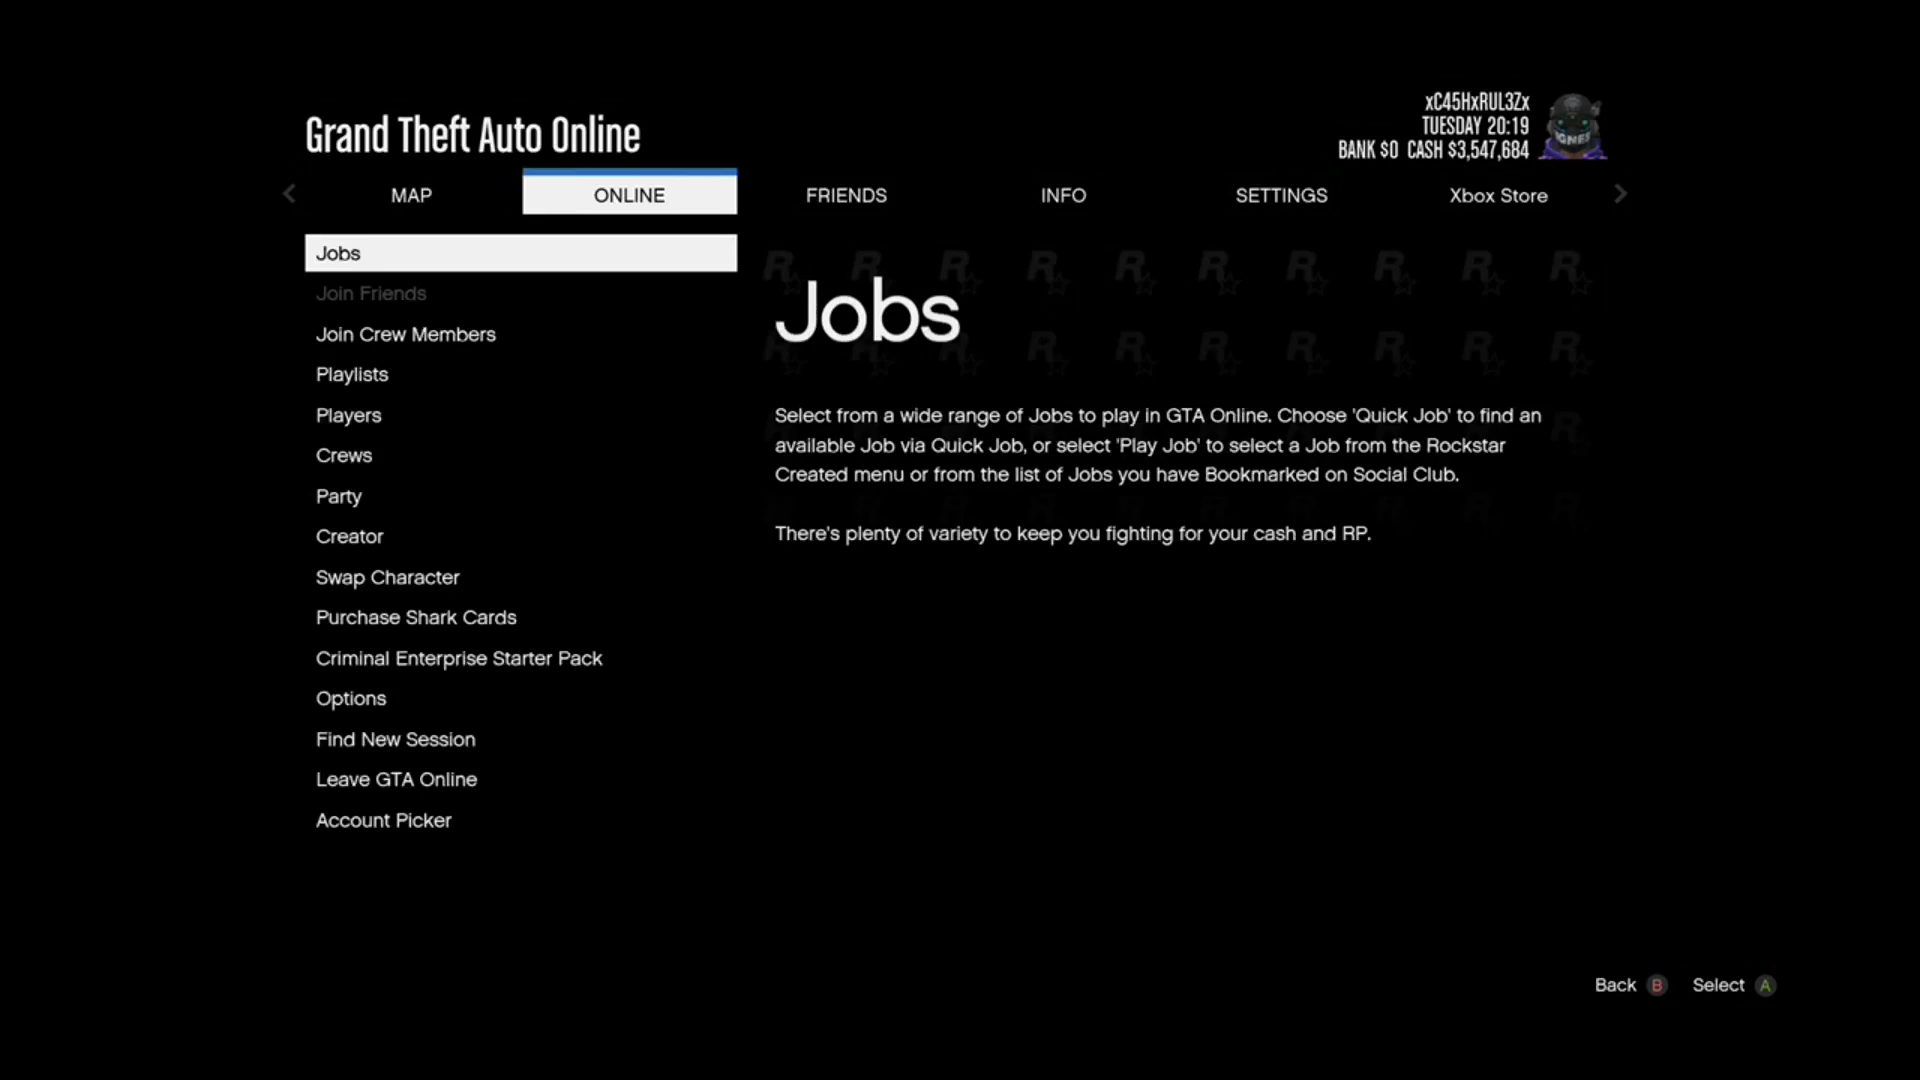 Grand Theft Auto Online
xC45HxRUL3Zx
TUESDAY 20:19
BANK $0 CASH $3,547,684
MAP
ONLINE
FRIENDS
INFO
SETTINGS
Xbox Store
Jobs
Join Friends
Join Crew Members
Playlists
Players
Crews
Party
Creator
Swap Character
Purchase Shark Cards
Criminal Enterprise Starter Pack
Options
Find New Session
Leave GTA Online
Account Picker
Jobs
Select from a wide range of Jobs to play in GTA Online. Choose 'Quick Job' to find an
available Job via Quick Job, or select 'Play Job' to select a Job from the Rockstar
Created menu or from the list of Jobs you have Bookmarked on Social Club.
There's plenty of variety to keep you fighting for your cash and RP.
Back B Select A